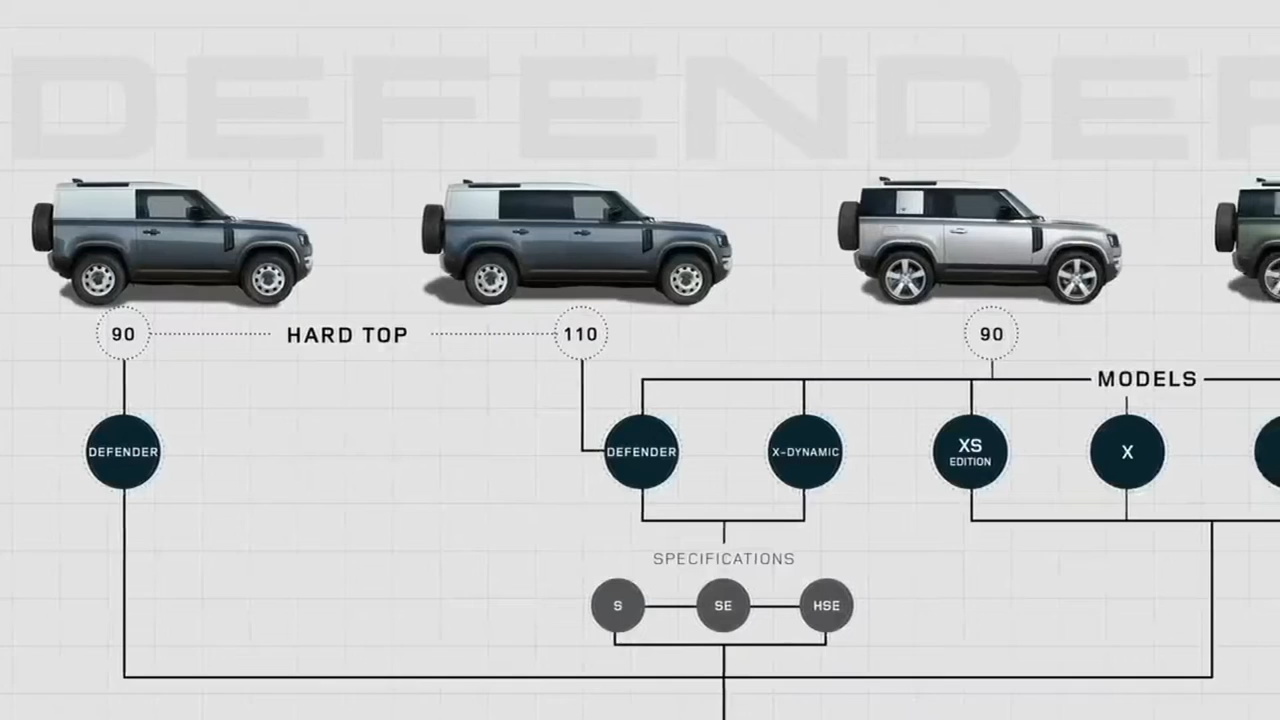 DEFENDER
90
HARD TOP
110
90
MODELS
DEFENDER
DEFENDER
X-DYNAMIC
XS
EDITION
X
SPECIFICATIONS
S
SE
HSE